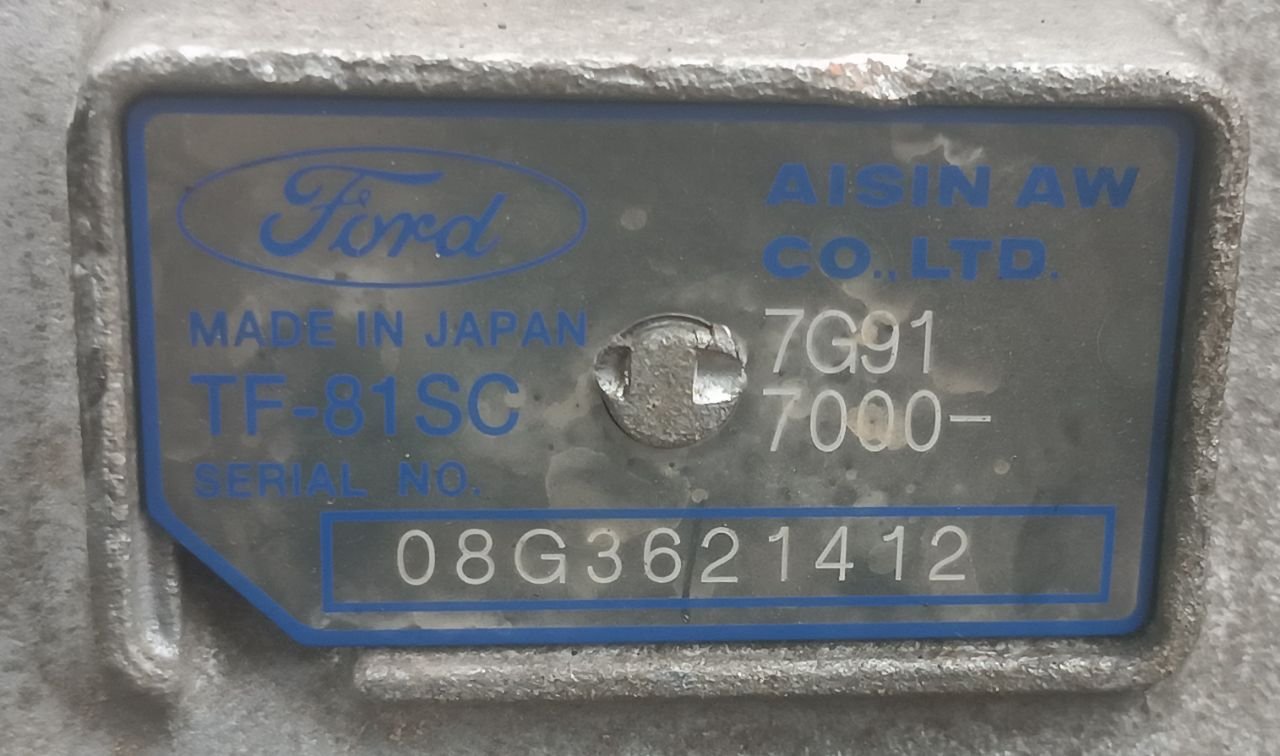 Ford
AISIN AW
CO., LTD.
MADE IN JAPAN
7G91
TF-81SC
7000-
SERIAL NO.
08G3621412